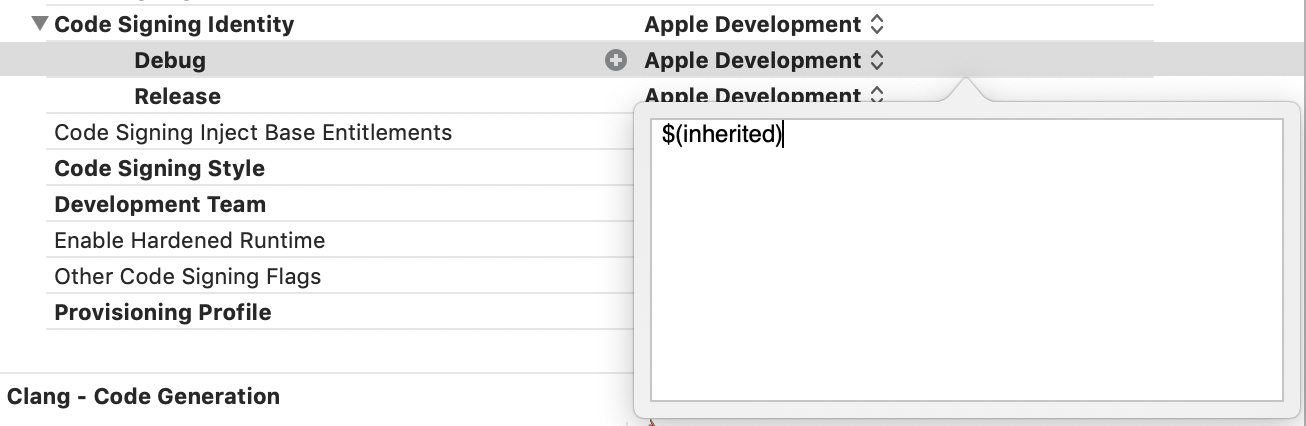 Code Signing Identity Apple Development
Debug Apple Development
Release Apple Development
Code Signing Inject Base Entitlements
$(inherited)
Code Signing Style
Development Team
Enable Hardened Runtime
Other Code Signing Flags
Provisioning Profile
Clang - Code Generation